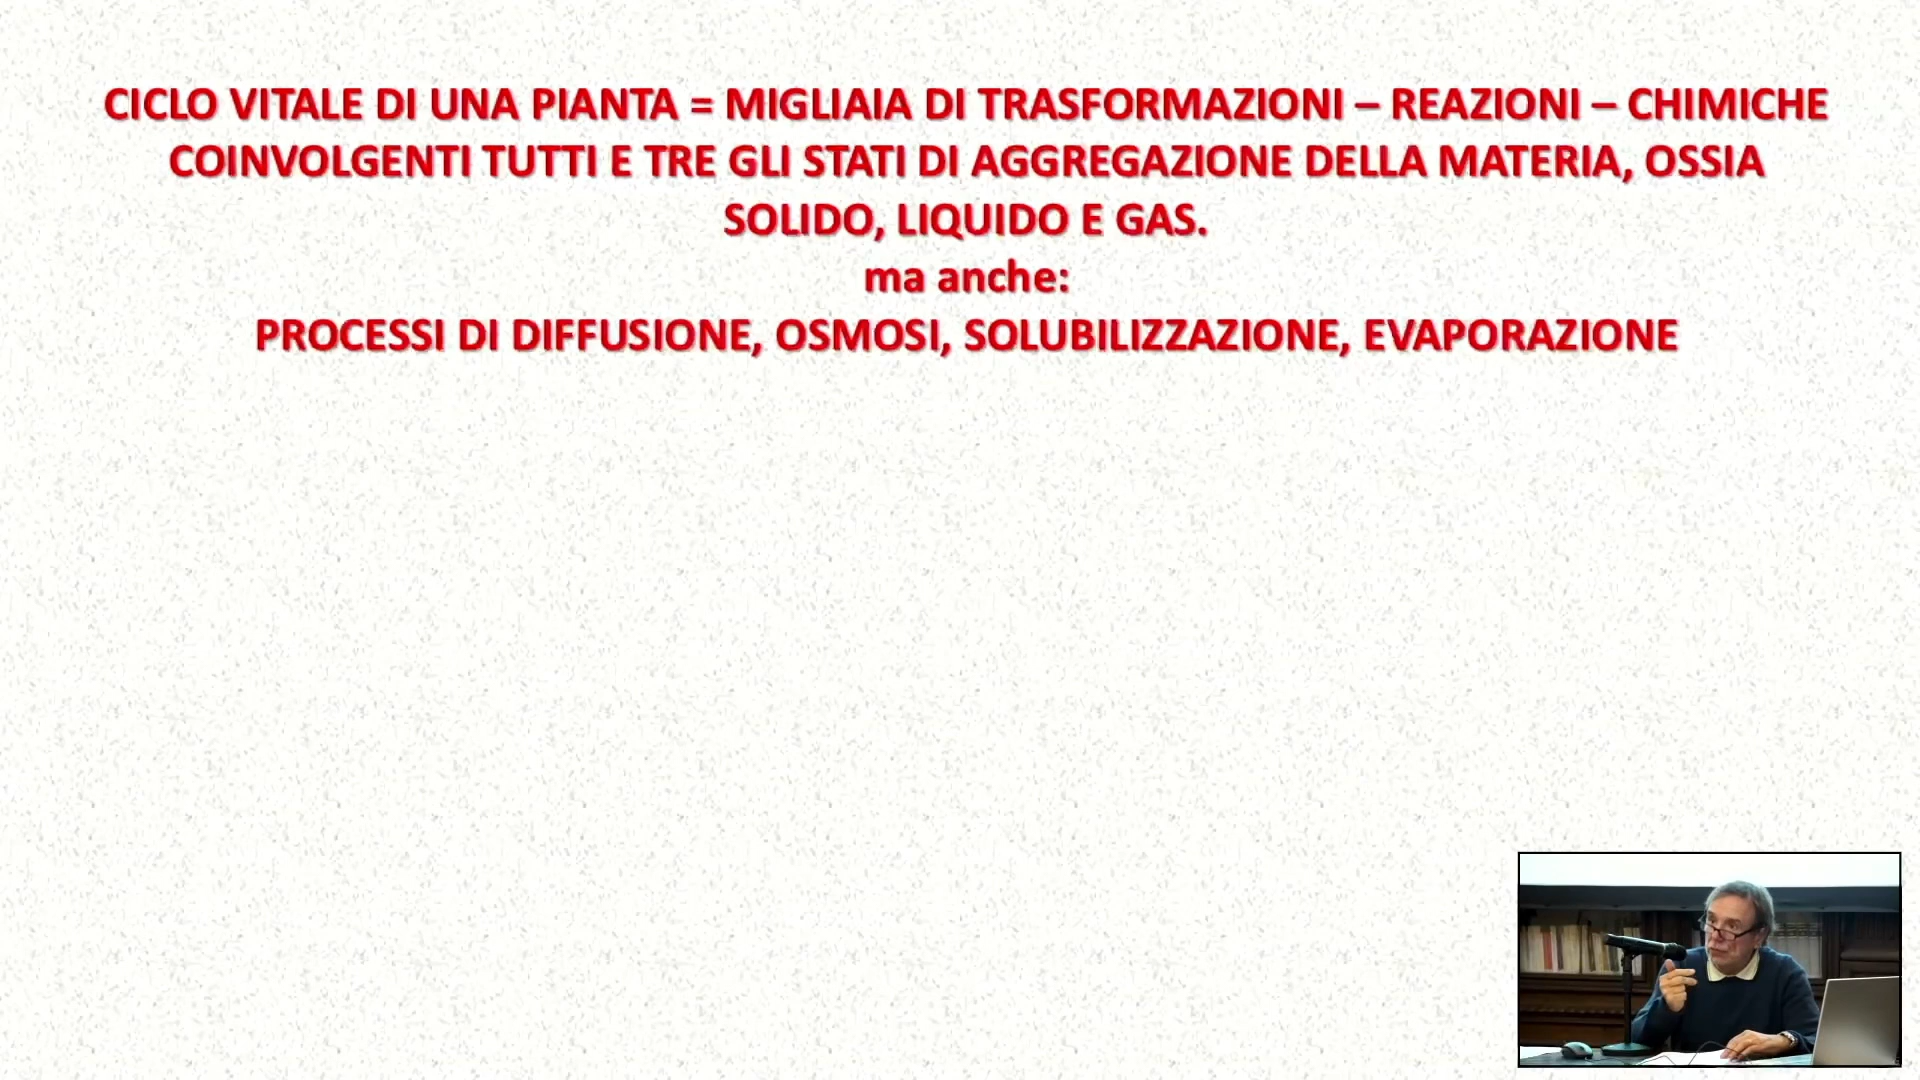 CICLO VITALE DI UNA PIANTA = MIGLIAIA DI TRASFORMAZIONI – REAZIONI – CHIMICHE
COINVOLGENTI TUTTI E TRE GLI STATI DI AGGREGAZIONE DELLA MATERIA, OSSIA
SOLIDO, LIQUIDO E GAS.
ma anche:
PROCESSI DI DIFFUSIONE, OSMOSI, SOLUBILIZZAZIONE, EVAPORAZIONE